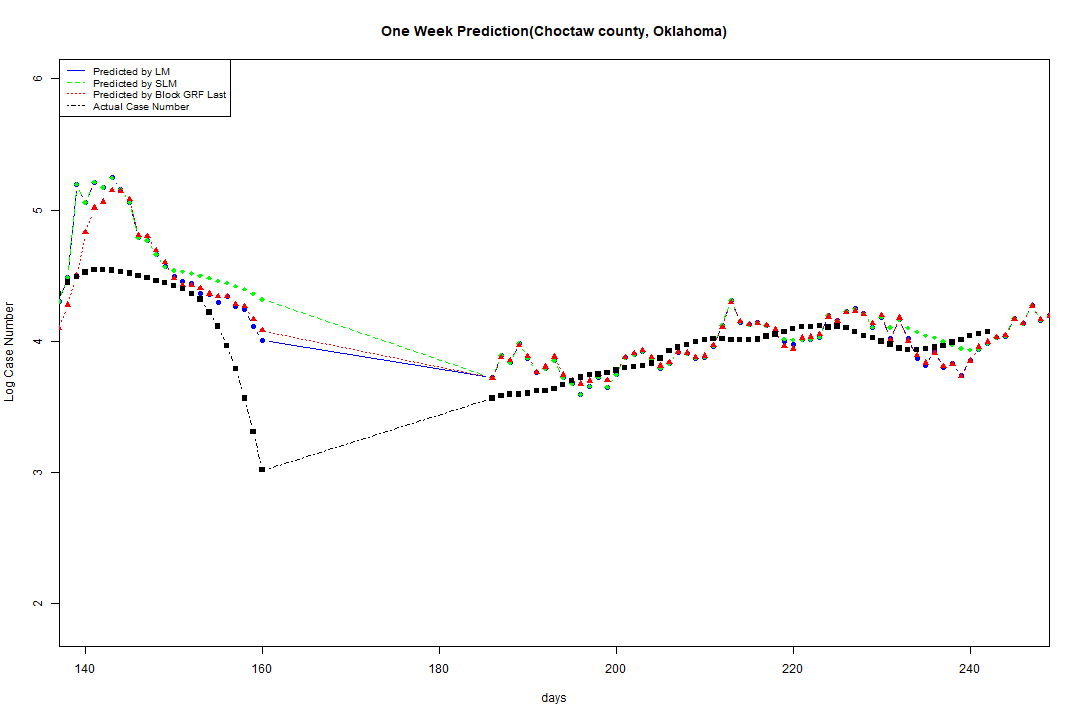 One Week Prediction(Choctaw county, Oklahoma)
Predicted by LM
Predicted by SLM
Predicted by Block GRF Last
Actual Case Number
6
5
4
3
2
Log Case Number
140 160 180 200 220 240
days